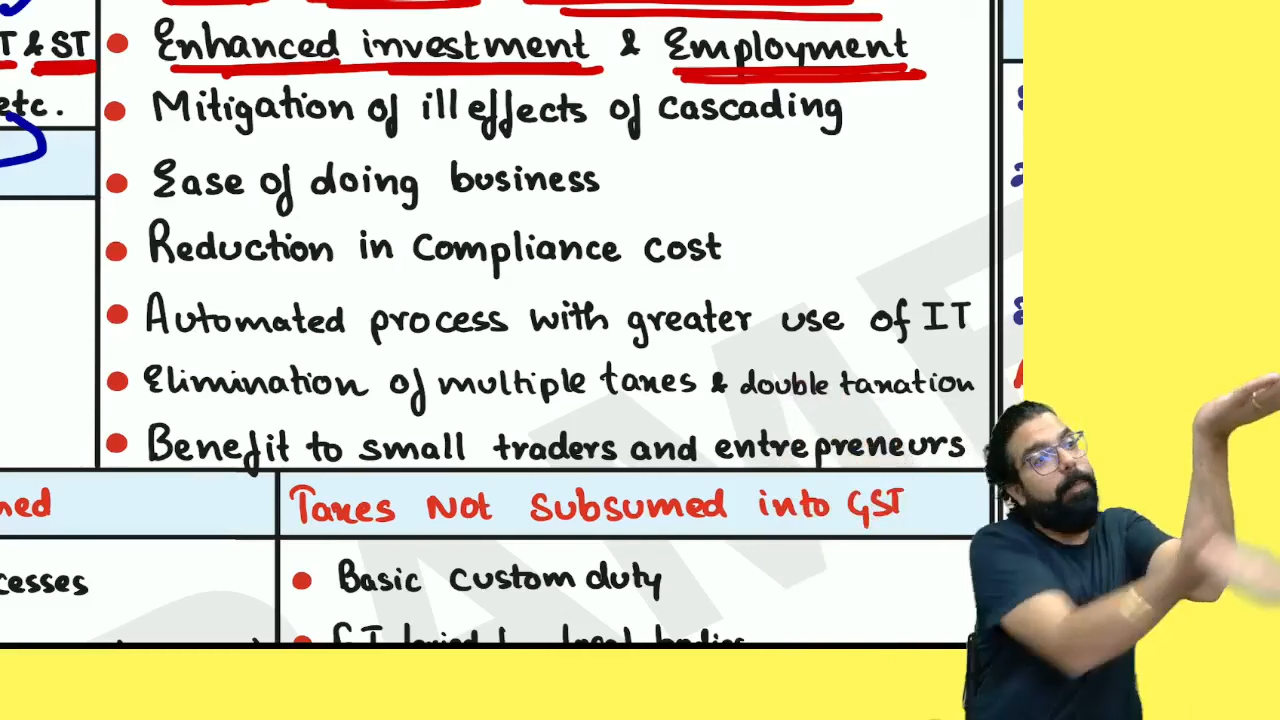 T & ST
Enhanced investment & Employment
etc.
Mitigation of ill effects of cascading
Ease of doing business
Reduction in compliance cost
Automated process with greater use of IT
Elimination of multiple taxes & double taxation
Benefit to small traders and entrepreneurs
Taxes Not Subsumed into GST
cesses
Basic custom duty